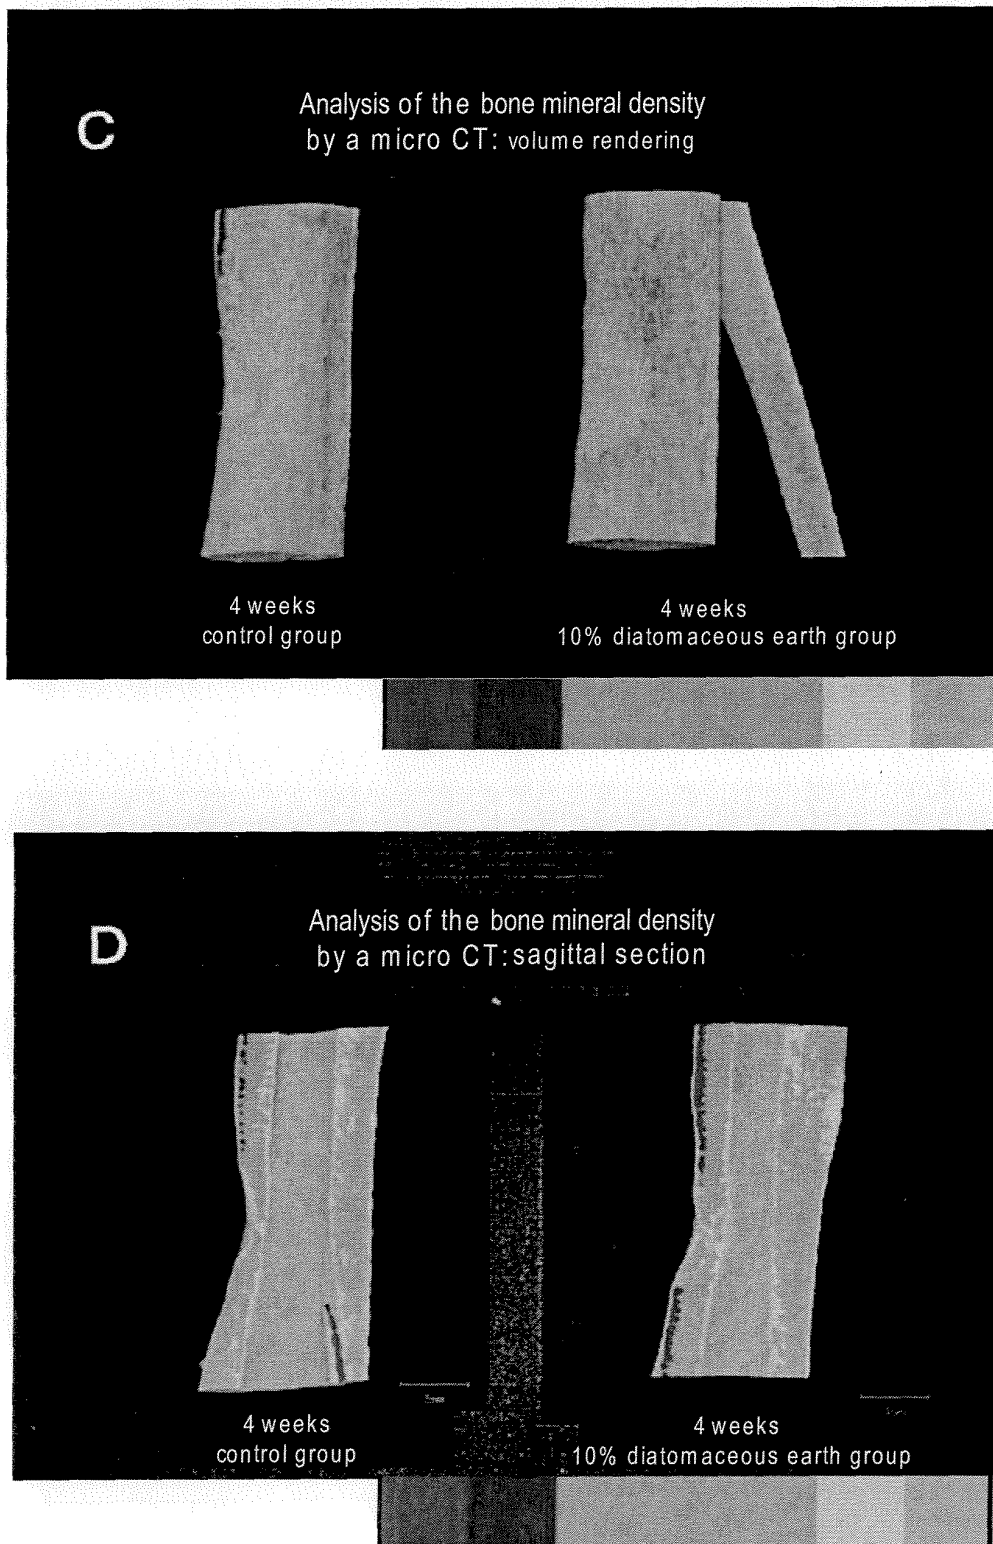 C
Analysis of the bone mineral density
by a micro CT: volume rendering
4 weeks
control group
4 weeks
10% diatomaceous earth group
D
Analysis of the bone mineral density
by a micro CT:sagittal section
4 weeks
control group
4 weeks
10% diatomaceous earth group